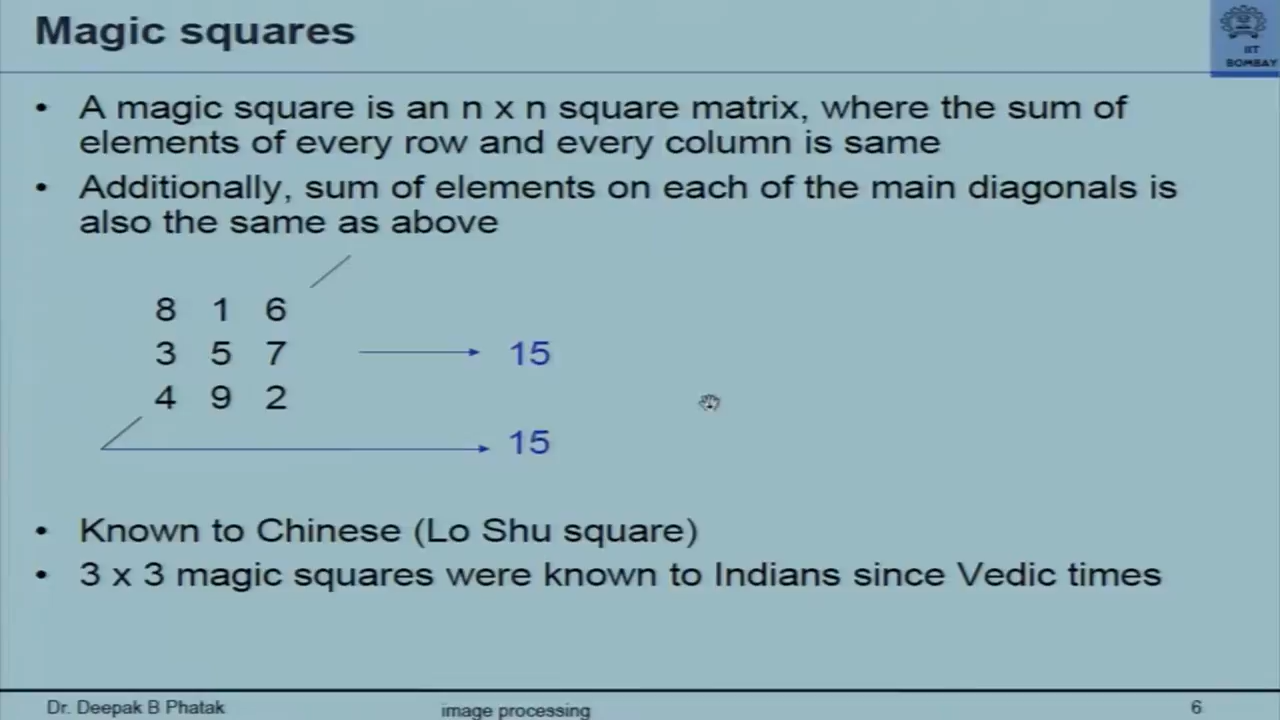 Magic squares
IIT
BOMBAY
• A magic square is an n x n square matrix, where the sum of
elements of every row and every column is same
• Additionally, sum of elements on each of the main diagonals is
also the same as above
8 1 6
3 5 7 15
4 9 2
15
• Known to Chinese (Lo Shu square)
• 3 x 3 magic squares were known to Indians since Vedic times
Dr. Deepak B Phatak image processing 6